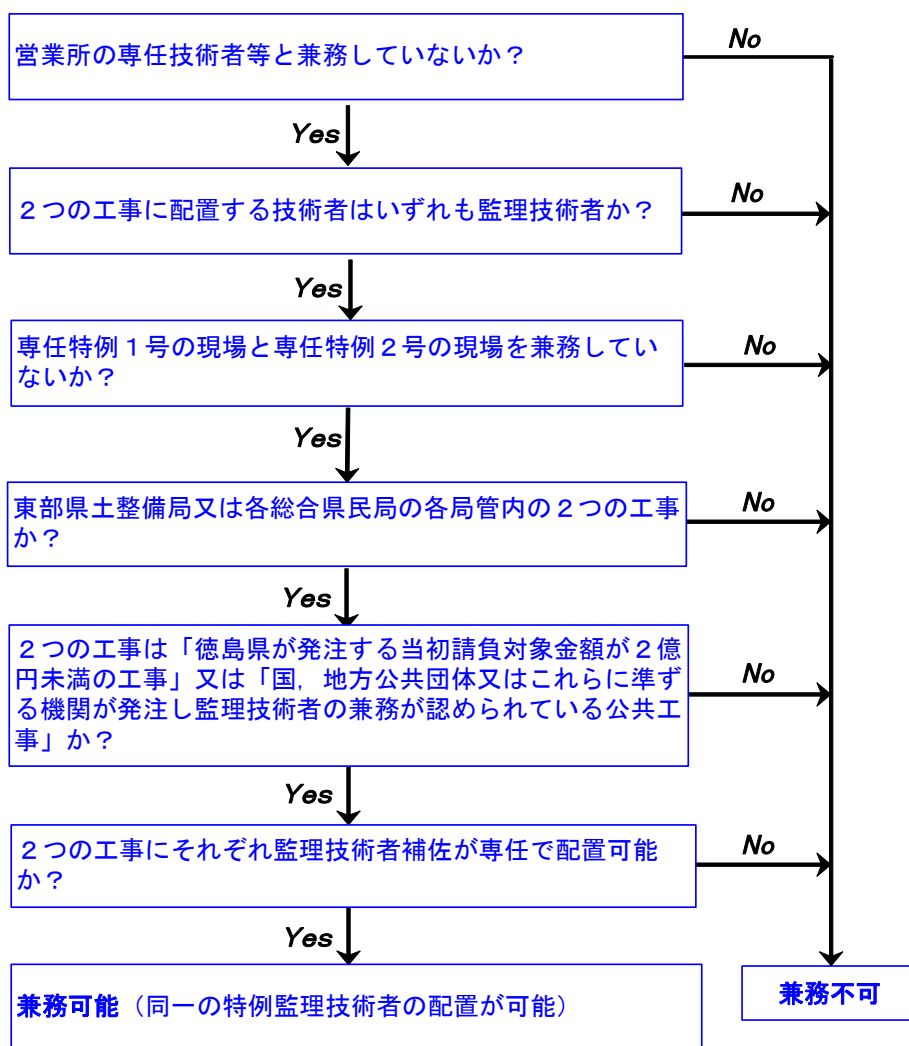 営業所の専任技術者等と兼務していないか？
No
Yes
２つの工事に配置する技術者はいずれも監理技術者か？
No
Yes
専任特例１号の現場と専任特例２号の現場を兼務してい
ないか？
No
Yes
東部県土整備局又は各総合県民局の各局管内の２つの工事
か？
No
Yes
２つの工事は「徳島県が発注する当初請負対象金額が２億
円未満の工事」又は「国，地方公共団体又はこれらに準ず
る機関が発注し監理技術者の兼務が認められている公共工
事」か？
No
Yes
２つの工事にそれぞれ監理技術者補佐が専任で配置可能
か？
No
Yes
兼務可能（同一の特例監理技術者の配置が可能）
兼務不可